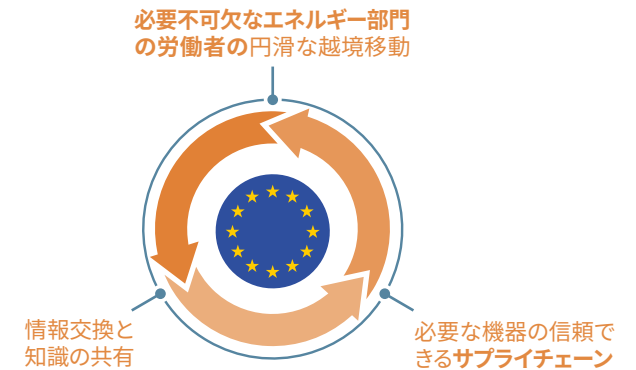 必要不可欠なエネルギー部門
の労働者の円滑な越境移動
情報交換と
知識の共有
必要な機器の信頼で
きるサプライチェーン